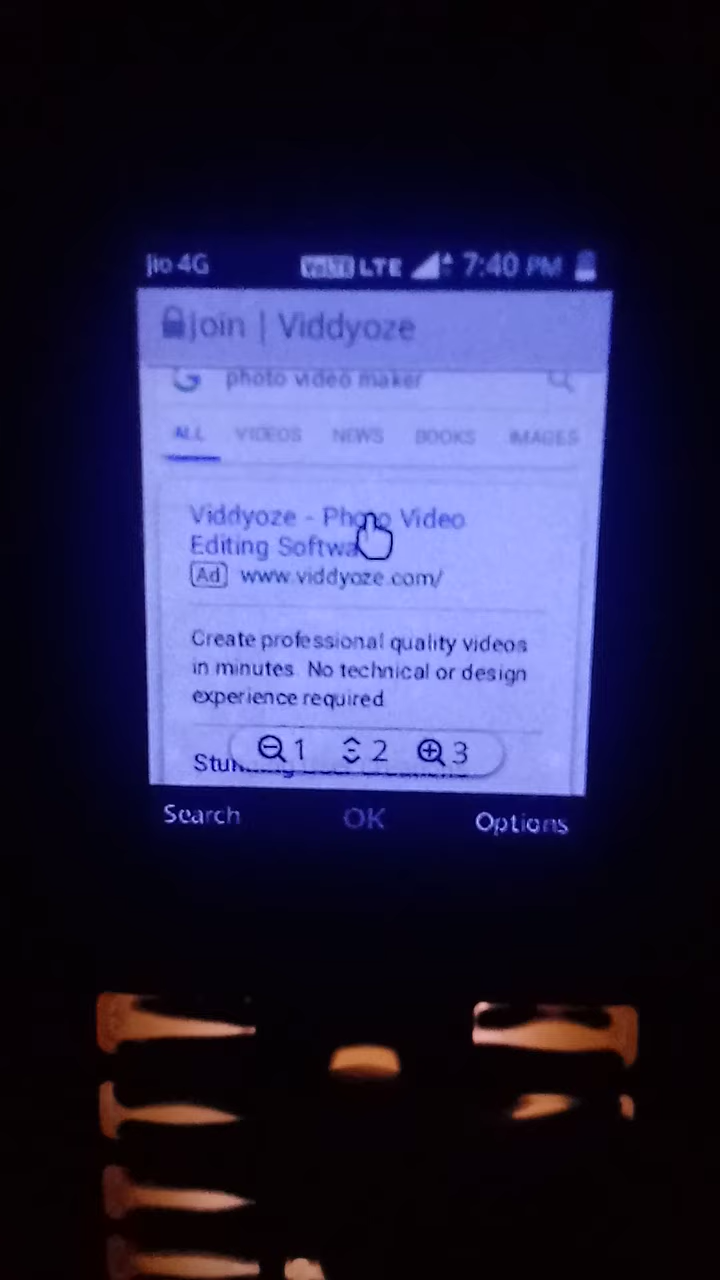 Jio 4G VoLTE LTE 7:40 PM
Join | Viddyoze
photo video maker
ALL VIDEOS NEWS BOOKS IMAGES
Viddyoze - Photo Video
Editing Softwa
Ad www.viddyoze.com/
Create professional quality videos
in minutes. No technical or design
experience required
1 2 3
Search OK Options